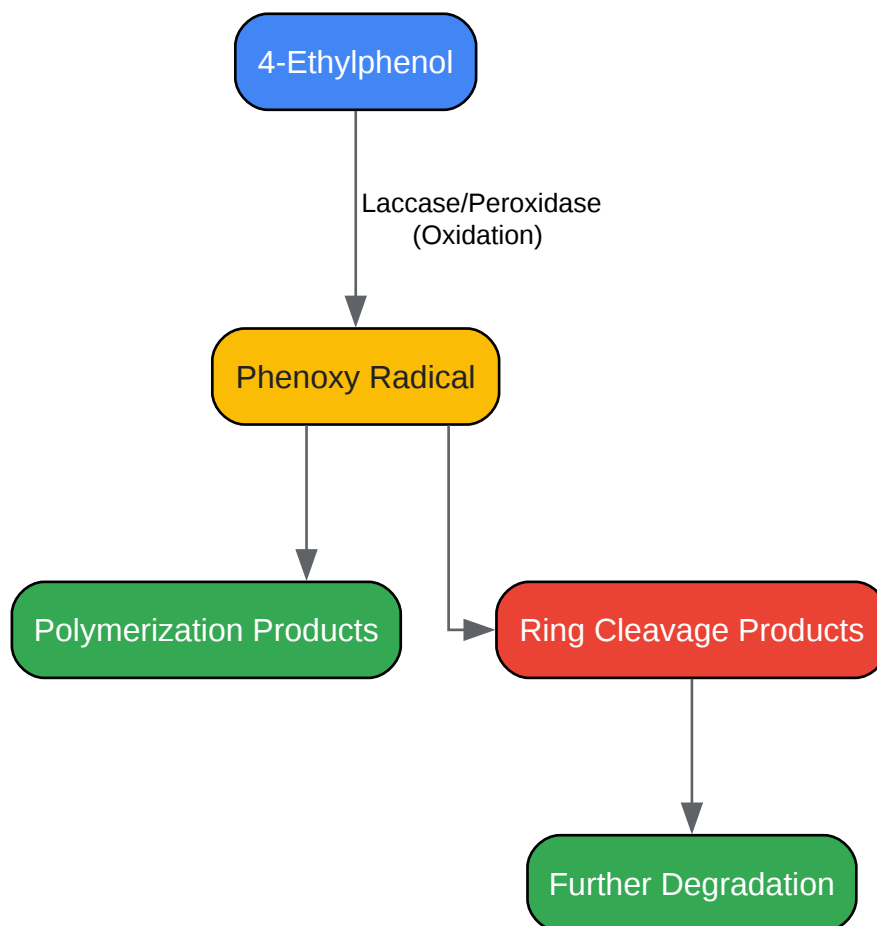 4-Ethylphenol
Laccase/Peroxidase
(Oxidation)
Phenoxy Radical
Polymerization Products
Ring Cleavage Products
Further Degradation